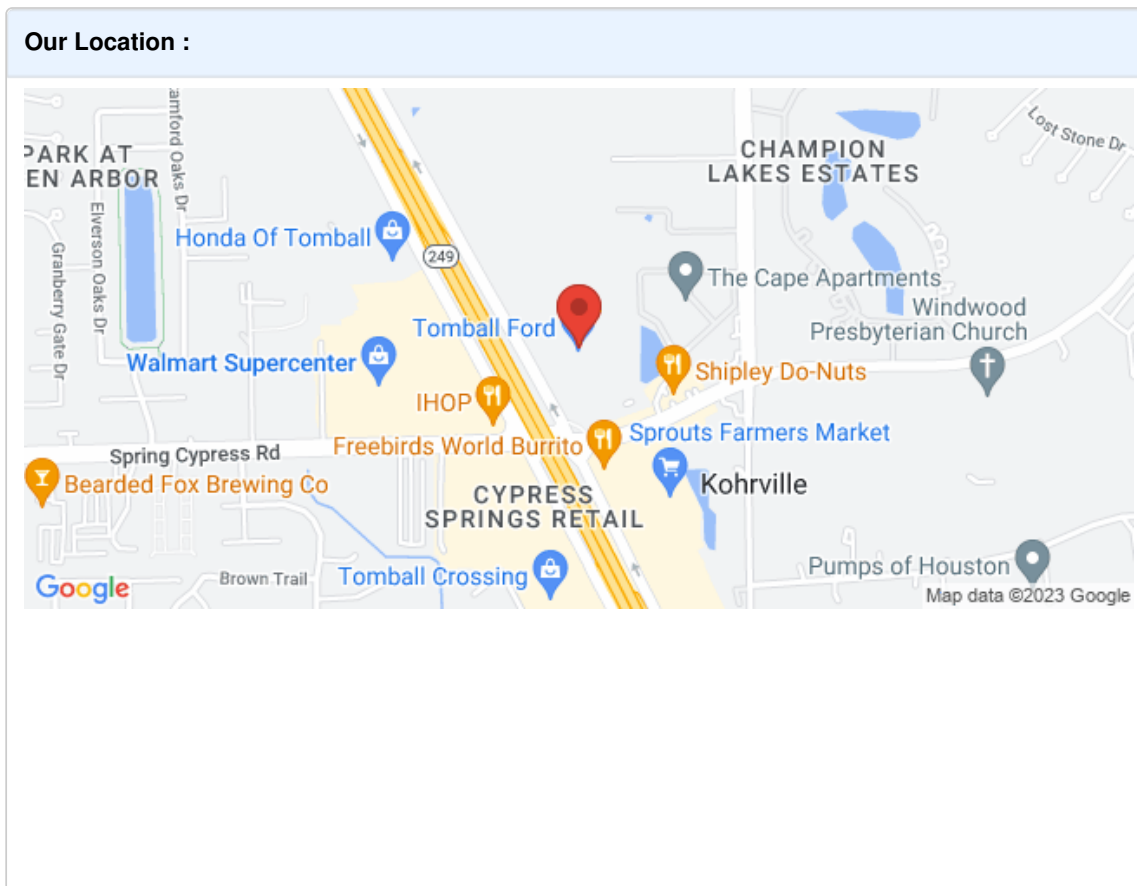 Our Location :
PARK AT
EN ARBOR
amford Oaks Dr
Elverson Oaks Dr
Granberry Gate Dr
Honda Of Tomball
249
CHAMPION
LAKES ESTATES
Lost Stone Dr
The Cape Apartments
Windwood
Presbyterian Church
Tomball Ford
Walmart Supercenter
IHOP
Shipley Do-Nuts
Freebirds World Burrito
Sprouts Farmers Market
Spring Cypress Rd
Bearded Fox Brewing Co
CYPRESS
SPRINGS RETAIL
Kohrville
Brown Trail
Tomball Crossing
Pumps of Houston
Google
Map data ©2023 Google